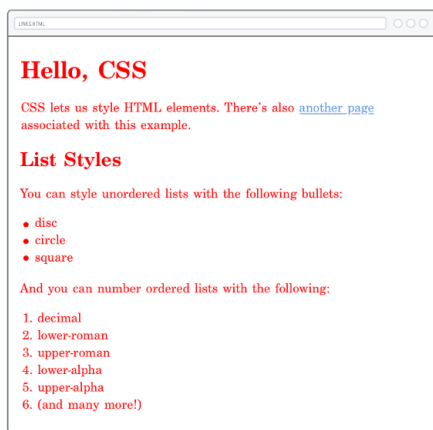 LINKS.HTML
Hello, CSS
CSS lets us style HTML elements. There's also another page
associated with this example.
List Styles
You can style unordered lists with the following bullets:
• disc
• circle
• square
And you can number ordered lists with the following:
1. decimal
2. lower-roman
3. upper-roman
4. lower-alpha
5. upper-alpha
6. (and many more!)